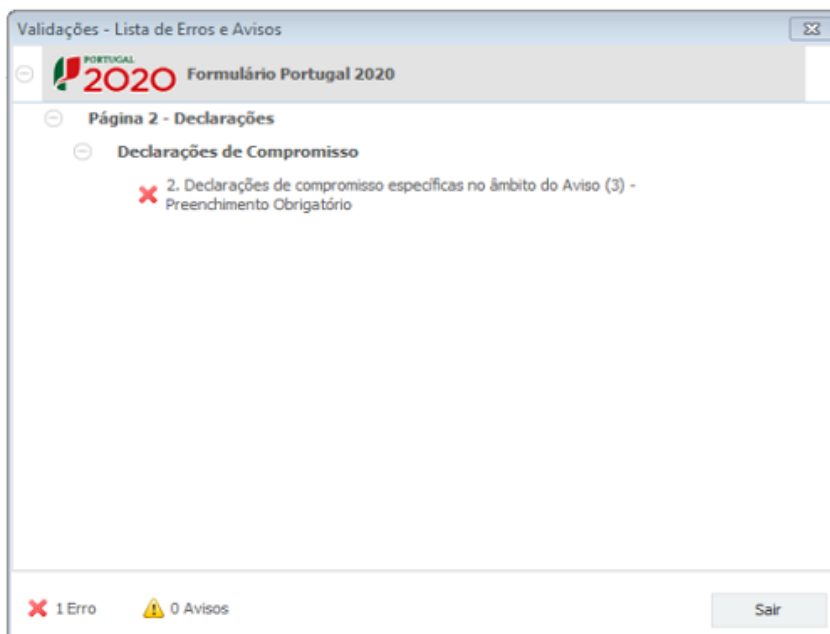 Validações - Lista de Erros e Avisos
PORTUGAL
2020
Formulário Portugal 2020
Página 2 - Declarações
Declarações de Compromisso
2. Declarações de compromisso específicas no âmbito do Aviso (3) -
Preenchimento Obrigatório
1 Erro
0 Avisos
Sair